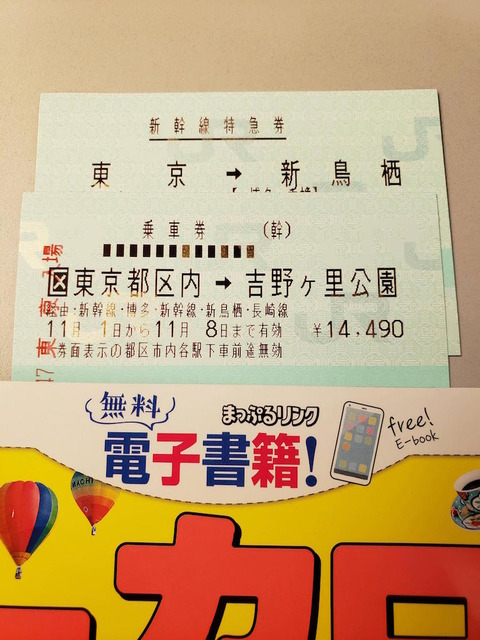 新幹線特急券
東京→新鳥栖
乗車券 (幹)
区東京都区内→吉野ヶ里公園
経由:新幹線・博多・新幹線・新鳥栖・長崎線
11月 1日から11月 8日まで有効 ¥14,490
券面表示の都区市内各駅下車前途無効
東京 入場
無料
まっぷるリンク
電子書籍!
free!
E-book